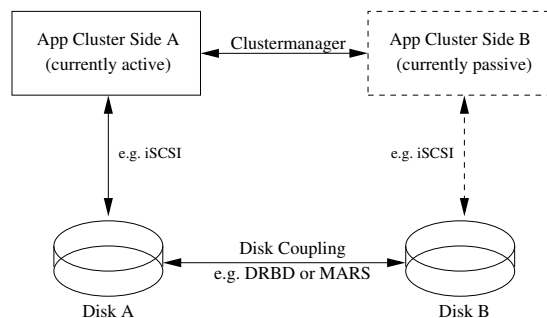 App Cluster Side A
(currently active)
Clustermanager
App Cluster Side B
(currently passive)
e.g. iSCSI
e.g. iSCSI
Disk Coupling
e.g. DRBD or MARS
Disk A
Disk B